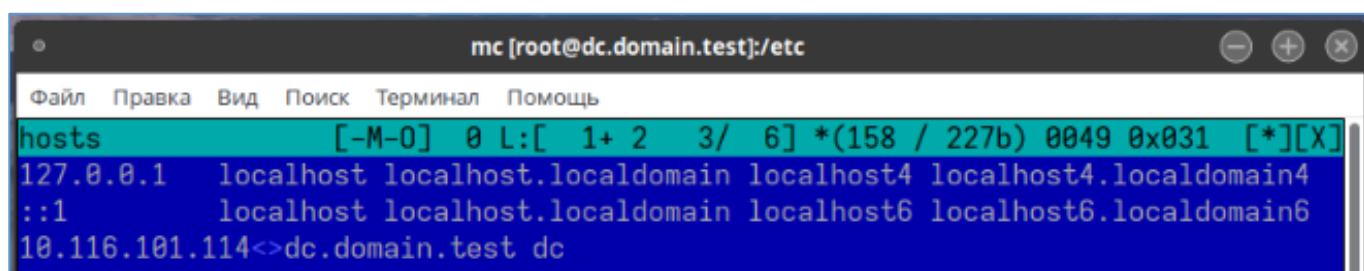 mc [root@dc.domain.test]:/etc
Файл Правка Вид Поиск Терминал Помощь
hosts [-M-O] 0 L:[ 1+ 2 3/ 6] *(158 / 227b) 0049 0x031 [*][X]
127.0.0.1 localhost localhost.localdomain localhost4 localhost4.localdomain4
::1 localhost localhost.localdomain localhost6 localhost6.localdomain6
10.116.101.114<>dc.domain.test dc